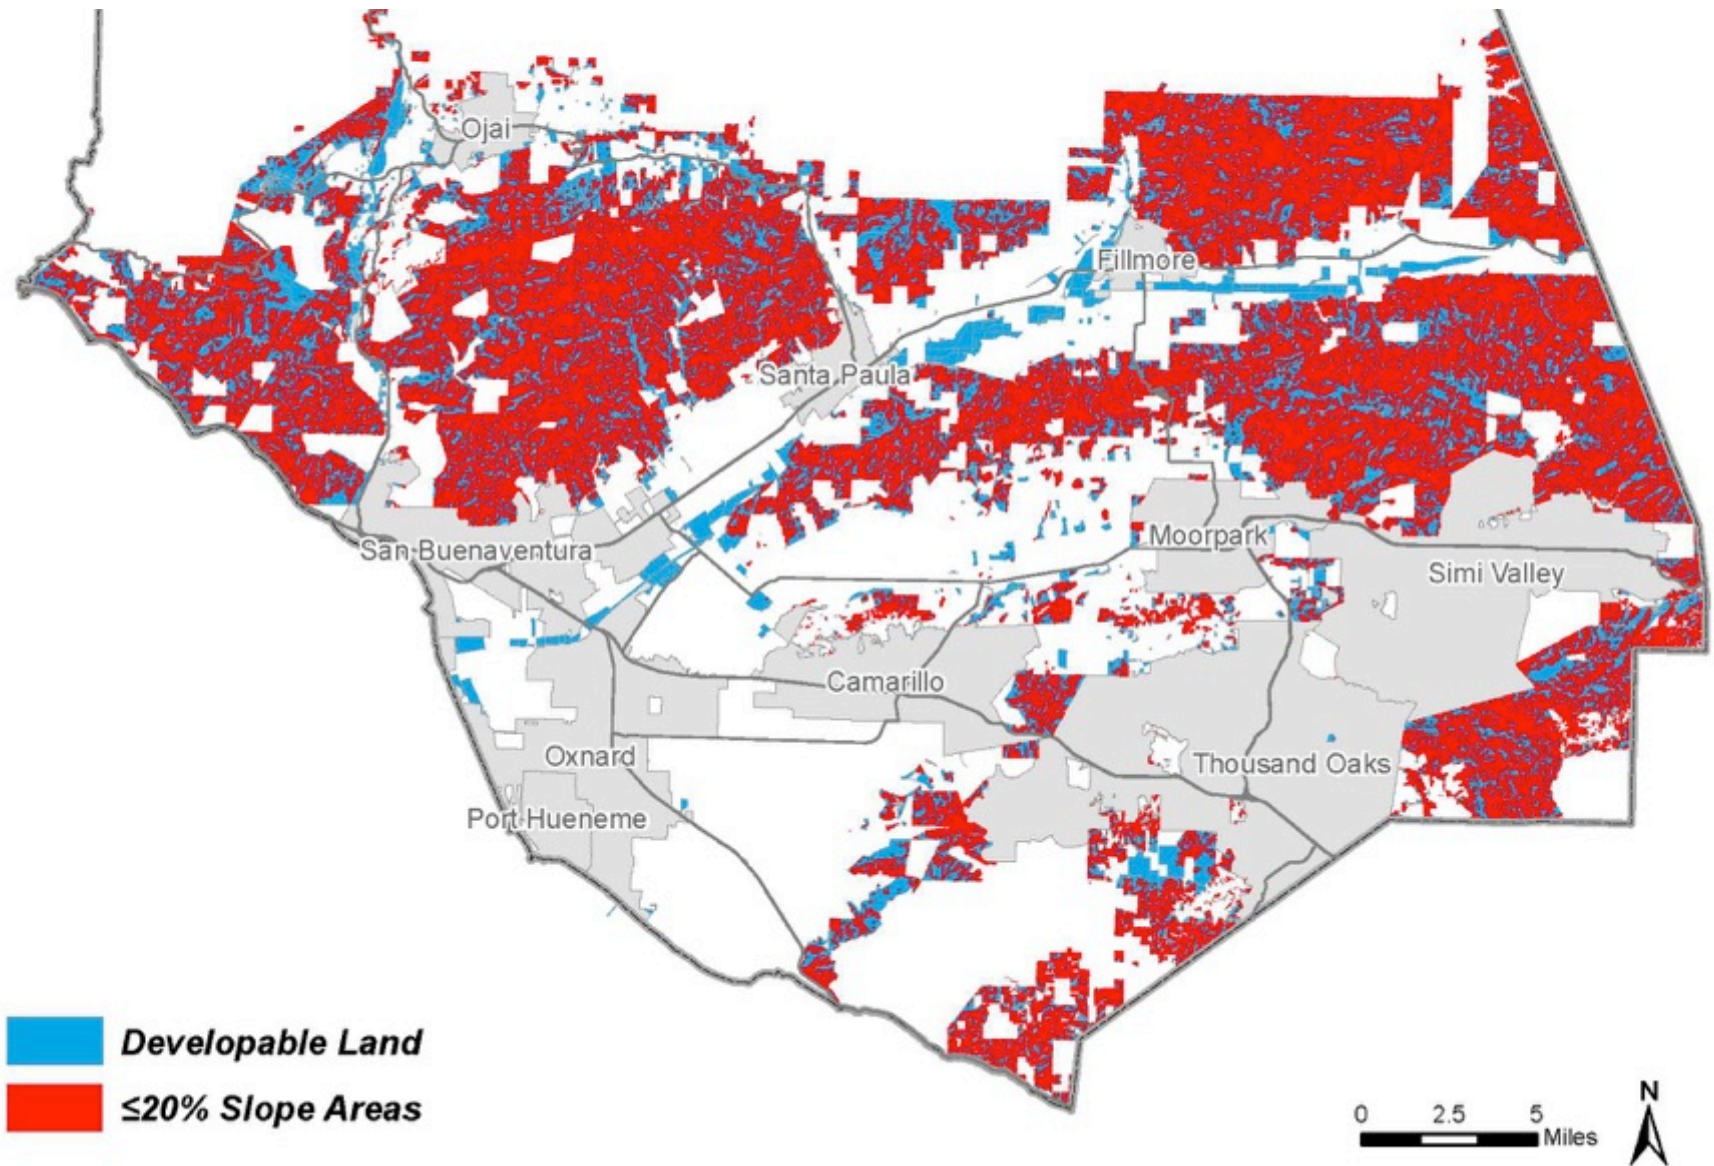 Ojai
Fillmore
Santa Paula
San Buenaventura
Moorpark
Simi Valley
Camarillo
Oxnard
Thousand Oaks
Port Hueneme
Developable Land
≤20% Slope Areas
0 2.5 5
Miles
N